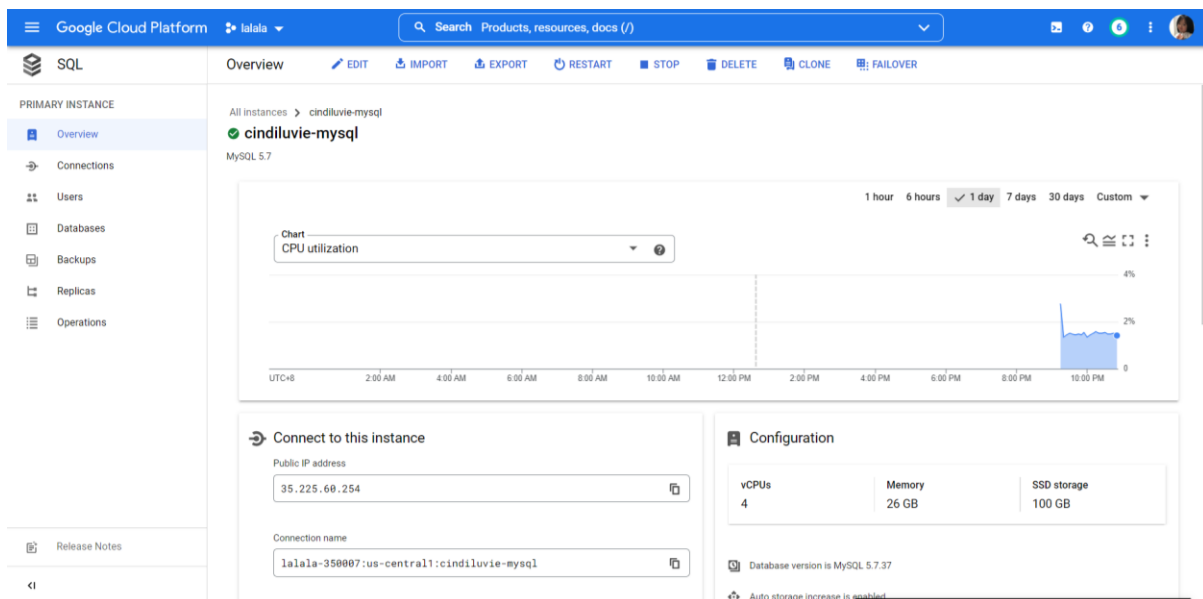 Google Cloud Platform lalala Search Products, resources, docs (/) 6
SQL
Overview EDIT IMPORT EXPORT RESTART STOP DELETE CLONE FAILOVER
PRIMARY INSTANCE
Overview
Connections
Users
Databases
Backups
Replicas
Operations
Release Notes
All instances > cindiluvie-mysql
cindiluvie-mysql
MySQL 5.7
1 hour 6 hours 1 day 7 days 30 days Custom
Chart
CPU utilization
4%
2%
0
UTC+8 2:00 AM 4:00 AM 6:00 AM 8:00 AM 10:00 AM 12:00 PM 2:00 PM 4:00 PM 6:00 PM 8:00 PM 10:00 PM
Connect to this instance
Public IP address
35.225.60.254
Connection name
lalala-350007:us-central1:cindiluvie-mysql
Configuration
vCPUs Memory SSD storage
4 26 GB 100 GB
Database version is MySQL 5.7.37
Auto storage increase is enabled